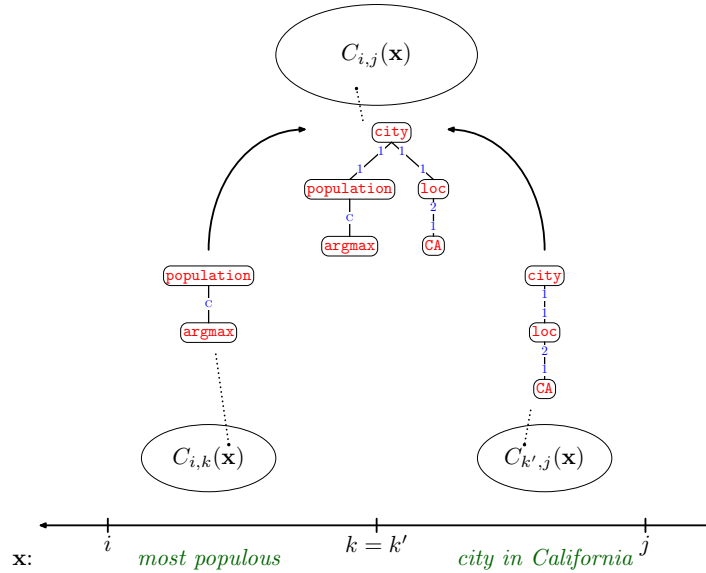 C_{i,j}(x)
city
1 1
1 1
population loc
c 2
1
argmax CA
population city
1
c 1
argmax loc
2
1
CA
C_{i,k}(x) C_{k',j}(x)
i k = k' j
x: most populous city in California